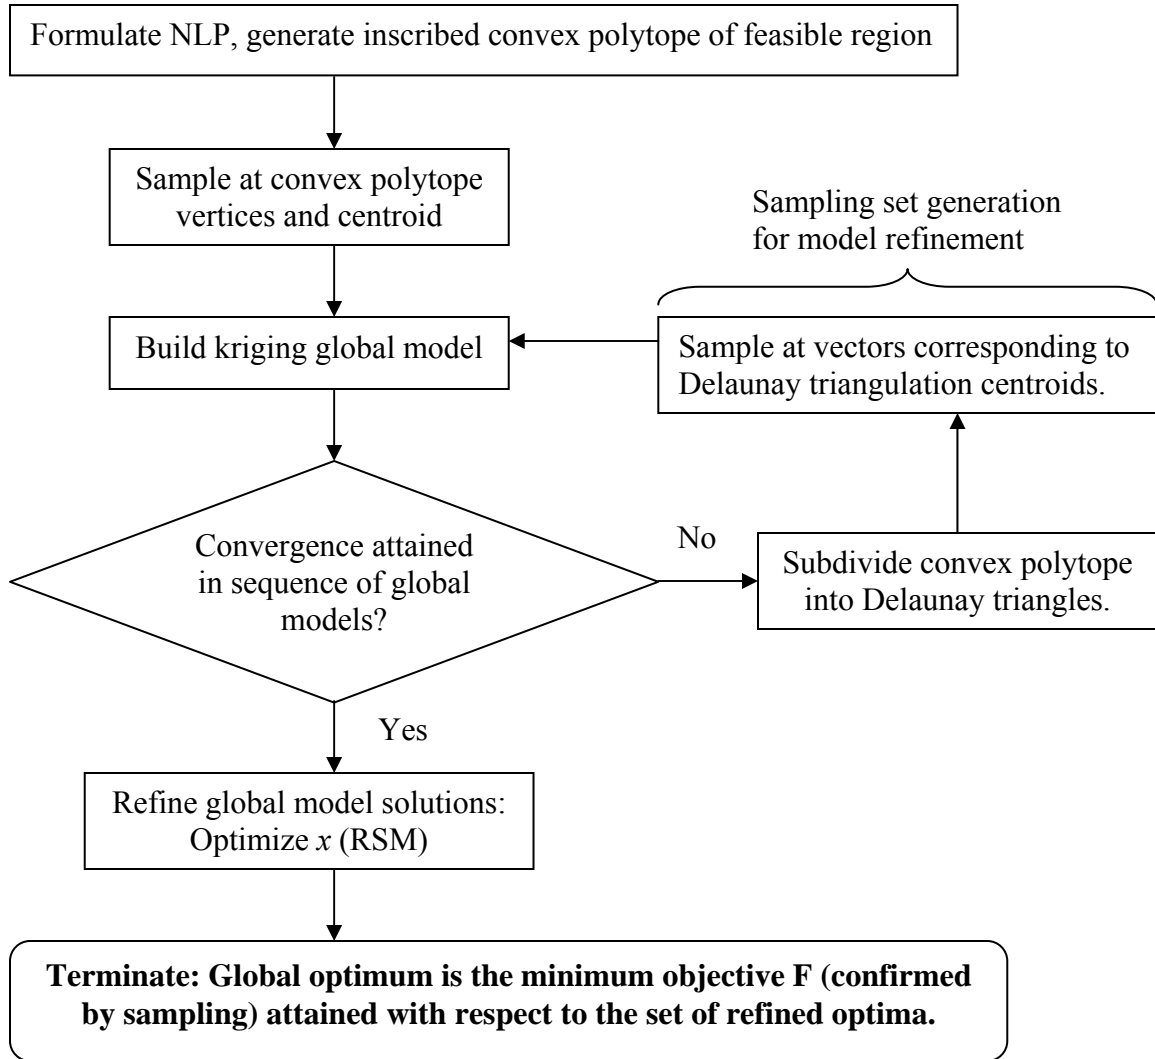 Formulate NLP, generate inscribed convex polytope of feasible region
Sample at convex polytope
vertices and centroid
Sampling set generation
for model refinement
Build kriging global model
Sample at vectors corresponding to
Delaunay triangulation centroids.
Convergence attained
in sequence of global
models?
No
Subdivide convex polytope
into Delaunay triangles.
Yes
Refine global model solutions:
Optimize x (RSM)
Terminate: Global optimum is the minimum objective F (confirmed
by sampling) attained with respect to the set of refined optima.